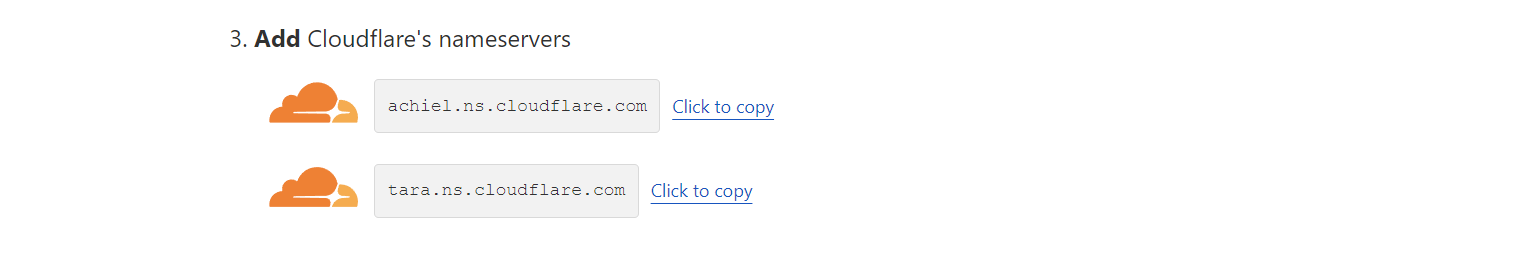 3. Add Cloudflare's nameservers
achiel.ns.cloudflare.com Click to copy
tara.ns.cloudflare.com Click to copy